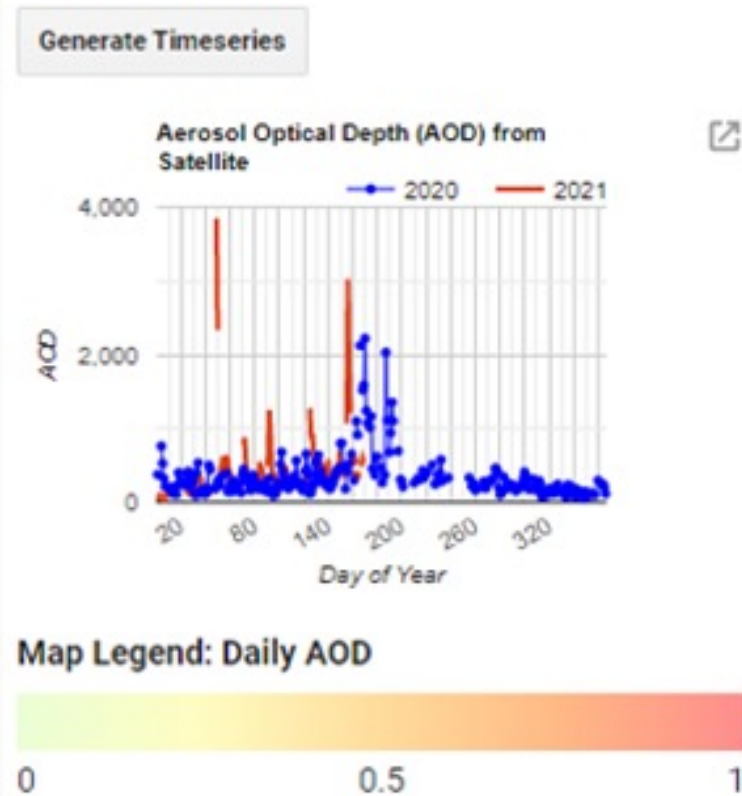 Generate Timeseries
Aerosol Optical Depth (AOD) from
Satellite
2020 2021
4,000
2,000
0
AOD
20 80 140 200 260 320
Day of Year
Map Legend: Daily AOD
0 0.5 1